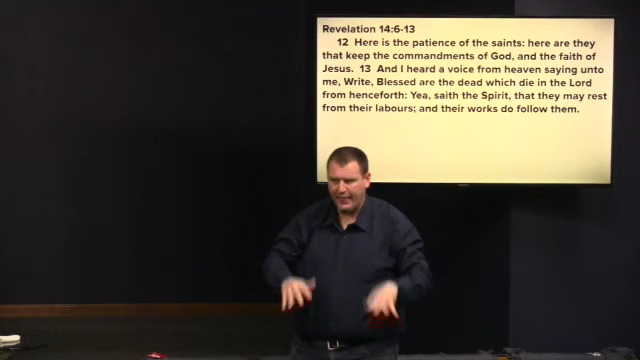 Revelation 14:6-13
12 Here is the patience of the saints: here are they
that keep the commandments of God, and the faith of
Jesus. 13 And I heard a voice from heaven saying unto
me, Write, Blessed are the dead which die in the Lord
from henceforth: Yea, saith the Spirit, that they may rest
from their labours; and their works do follow them.